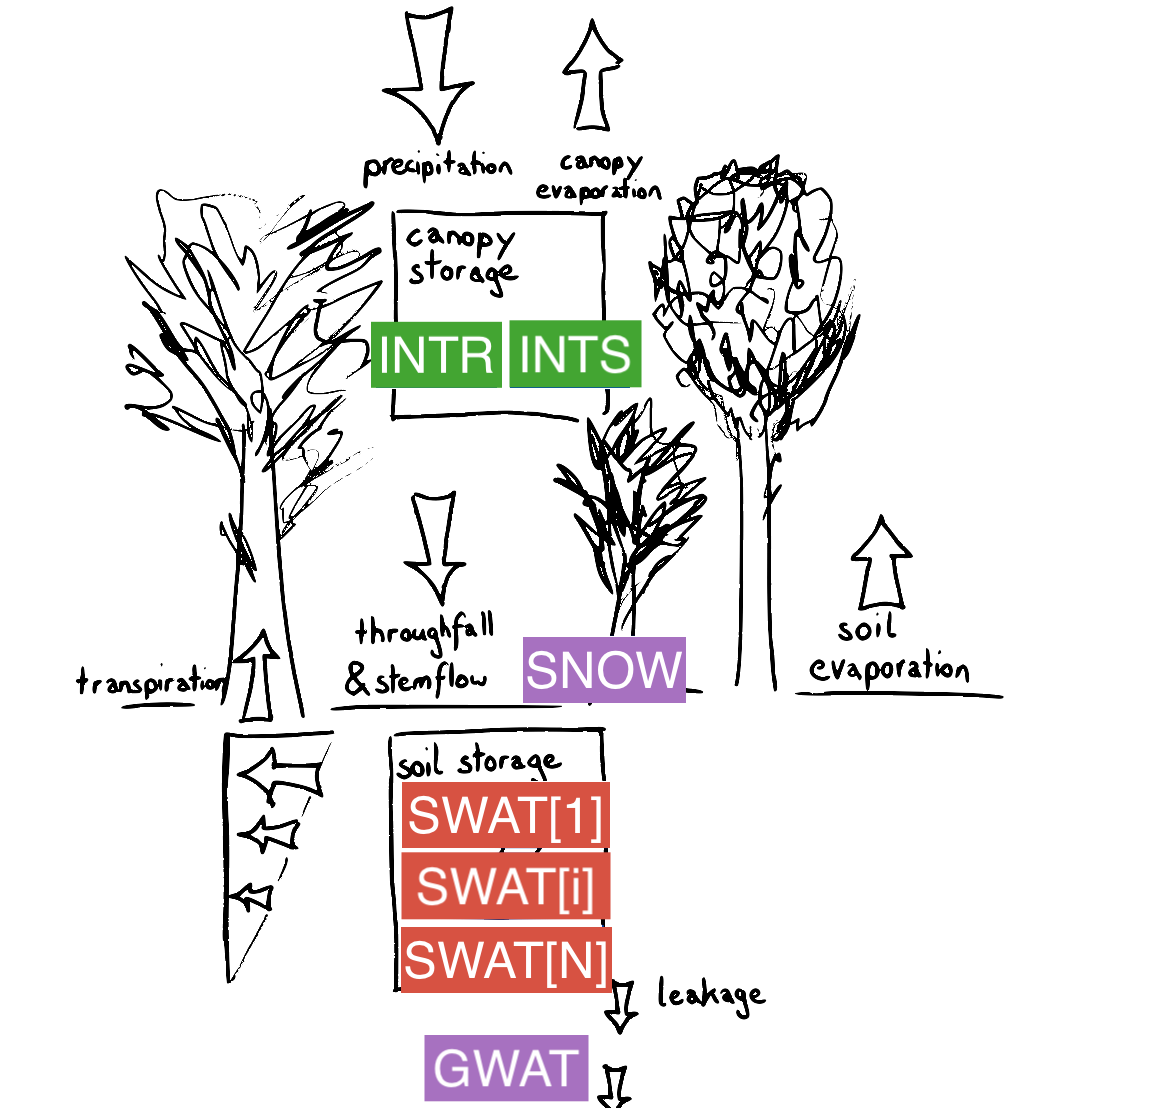 precipitation
canopy
evaporation
canopy
storage
INTR INTS
throughfall
& stemflow
SNOW
soil
evaporation
transpiration
soil storage
SWAT[1]
SWAT[i]
SWAT[N]
leakage
GWAT